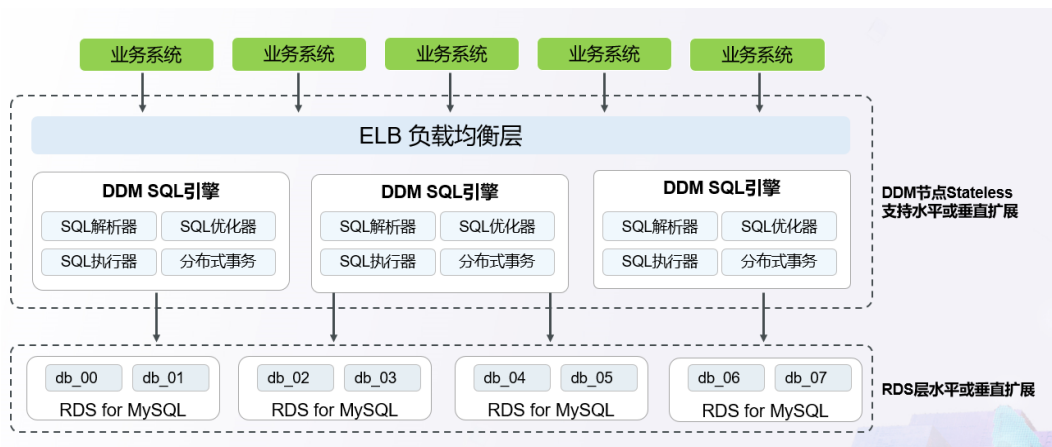 业务系统
业务系统
业务系统
业务系统
业务系统
ELB 负载均衡层
DDM SQL引擎
SQL解析器
SQL优化器
SQL执行器
分布式事务
DDM SQL引擎
SQL解析器
SQL优化器
SQL执行器
分布式事务
DDM SQL引擎
SQL解析器
SQL优化器
SQL执行器
分布式事务
DDM节点Stateless
支持水平或垂直扩展
db_00
db_01
RDS for MySQL
db_02
db_03
RDS for MySQL
db_04
db_05
RDS for MySQL
db_06
db_07
RDS for MySQL
RDS层水平或垂直扩展